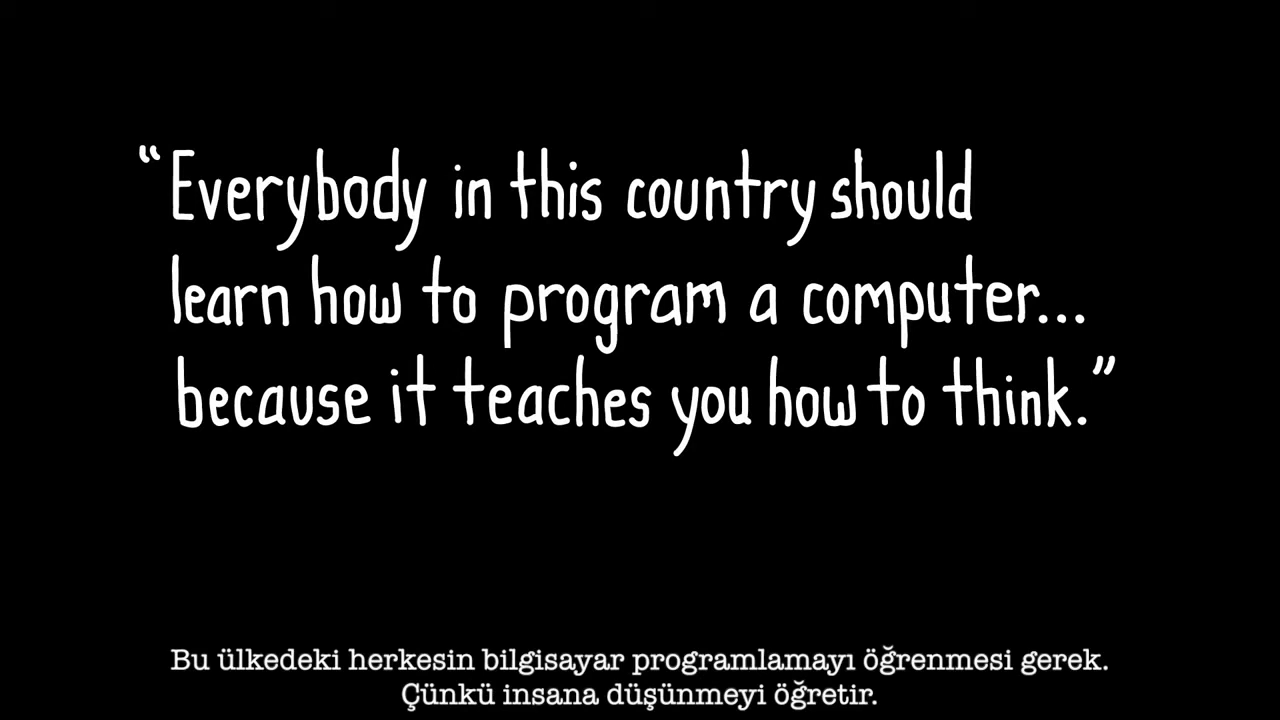 “Everybody in this country should
learn how to program a computer...
because it teaches you how to think.”
Bu ülkedeki herkesin bilgisayar programlamayı öğrenmesi gerek.
Çünkü insana düşünmeyi öğretir.